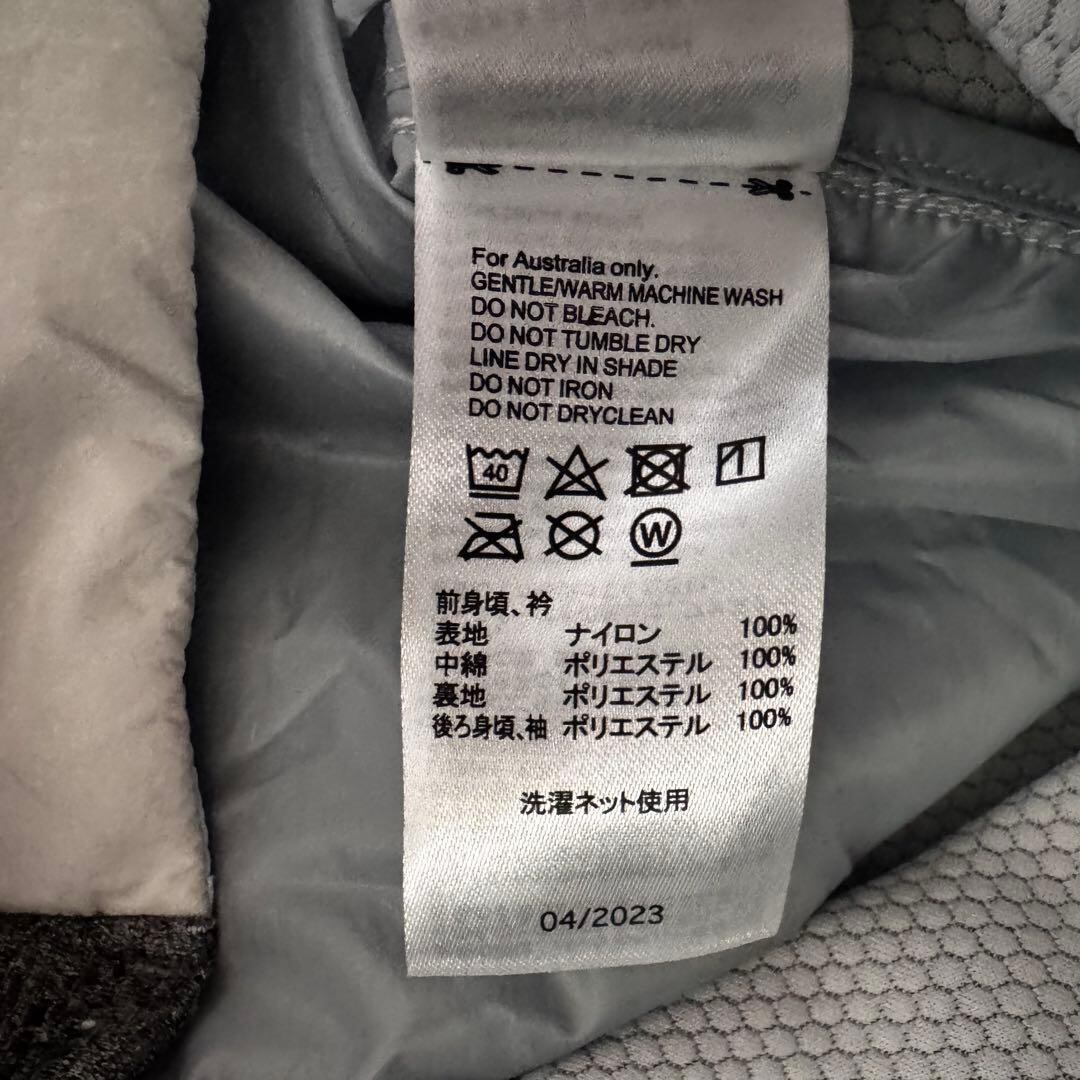 For Australia only.
GENTLE/WARM MACHINE WASH
DO NOT BLEACH.
DO NOT TUMBLE DRY
LINE DRY IN SHADE
DO NOT IRON
DO NOT DRYCLEAN
40
W
前身頃、衿
表地 ナイロン 100%
中綿 ポリエステル 100%
裏地 ポリエステル 100%
後ろ身頃、袖 ポリエステル 100%
洗濯ネット使用
04/2023